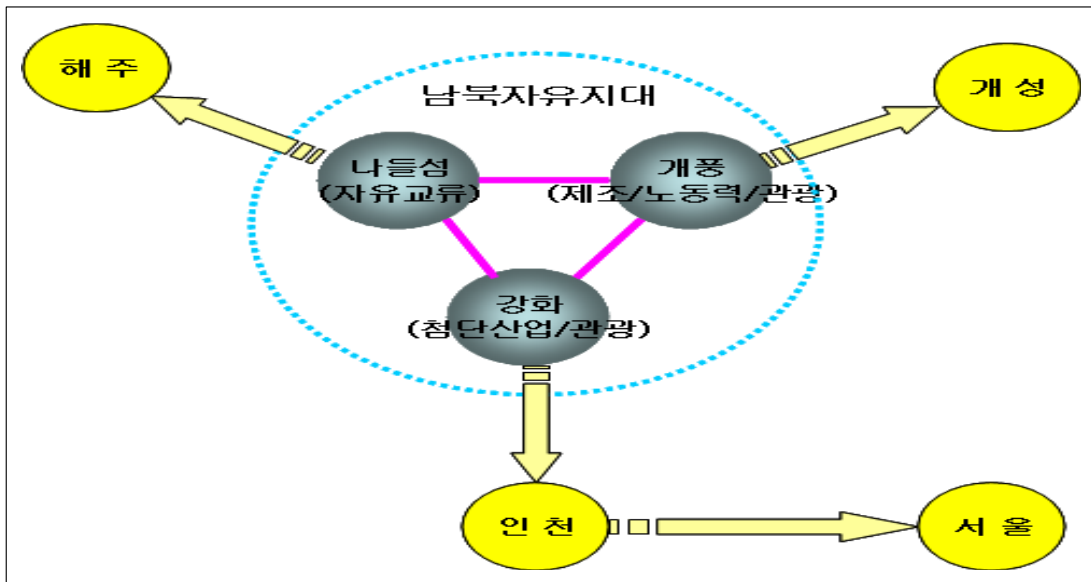 해 주
개 성
남북자유지대
나들섬
(자유교류)
개풍
(제조/노동력/관광)
강화
(첨단산업/관광)
인 천
서 울